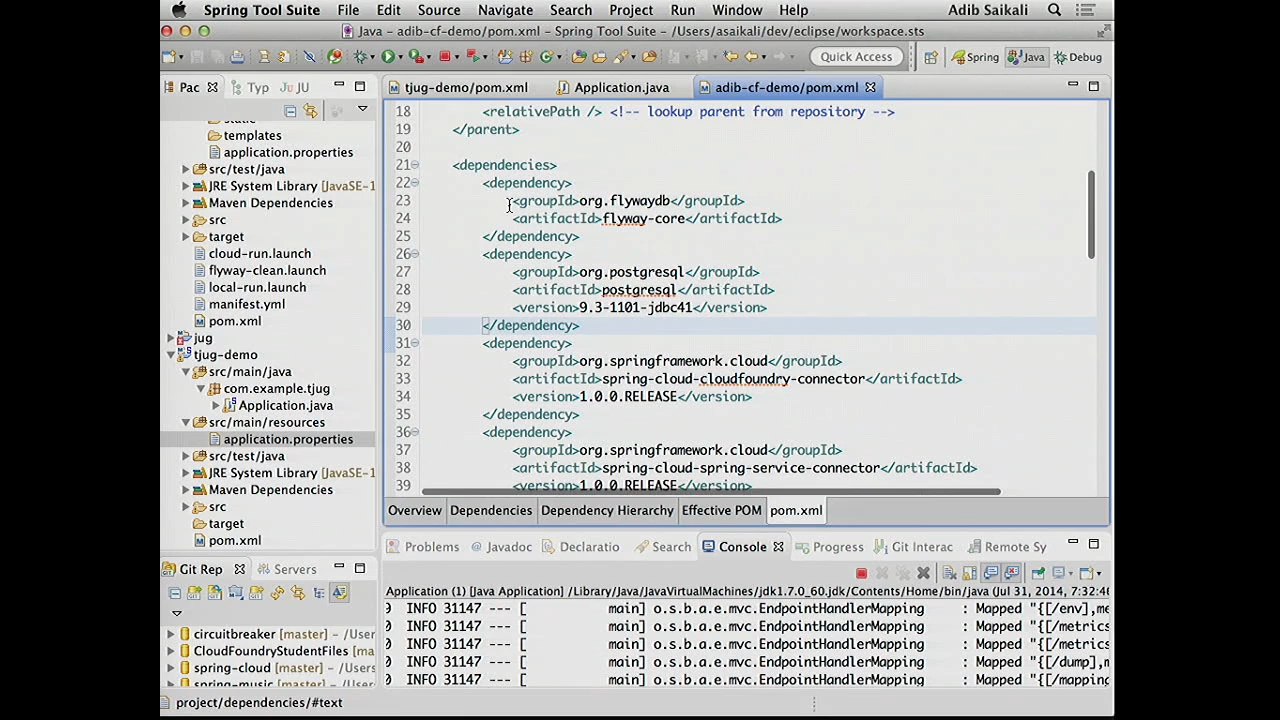 Spring Tool Suite File Edit Source Navigate Search Project Run Window Help Adib Saikali
Java - adib-cf-demo/pom.xml - Spring Tool Suite - /Users/asaikali/dev/eclipse/workspace.sts
Quick Access Spring Java Debug
Pac Typ JU
templates
application.properties
src/test/java
JRE System Library [JavaSE-1
Maven Dependencies
src
target
cloud-run.launch
flyway-clean.launch
local-run.launch
manifest.yml
pom.xml
jug
tjug-demo
src/main/java
com.example.tjug
Application.java
src/main/resources
application.properties
src/test/java
JRE System Library [JavaSE-1
Maven Dependencies
src
target
pom.xml
tjug-demo/pom.xml Application.java adib-cf-demo/pom.xml
18 <relativePath /> <!-- lookup parent from repository -->
19 </parent>
20
21 <dependencies>
22 <dependency>
23 <groupId>org.flywaydb</groupId>
24 <artifactId>flyway-core</artifactId>
25 </dependency>
26 <dependency>
27 <groupId>org.postgresql</groupId>
28 <artifactId>postgresql</artifactId>
29 <version>9.3-1101-jdbc41</version>
30 </dependency>
31 <dependency>
32 <groupId>org.springframework.cloud</groupId>
33 <artifactId>spring-cloud-cloudfoundry-connector</artifactId>
34 <version>1.0.0.RELEASE</version>
35 </dependency>
36 <dependency>
37 <groupId>org.springframework.cloud</groupId>
38 <artifactId>spring-cloud-spring-service-connector</artifactId>
39 <version>1.0.0.RELEASE</version>
Overview Dependencies Dependency Hierarchy Effective POM pom.xml
Git Rep Servers
circuitbreaker [master] - /User
CloudFoundryStudentFiles [ma
spring-cloud [master] - /Users
spring-music [master] - /Users
Problems Javadoc Declaratio Search Console Progress Git Interac Remote Sy
Application (1) [Java Application] /Library/Java/JavaVirtualMachines/jdk1.7.0_60.jdk/Contents/Home/bin/java (Jul 31, 2014, 7:32:46
INFO 31147 --- [ main] o.s.b.a.e.mvc.EndpointHandlerMapping : Mapped "{[/env],me
INFO 31147 --- [ main] o.s.b.a.e.mvc.EndpointHandlerMapping : Mapped "{[/metrics
INFO 31147 --- [ main] o.s.b.a.e.mvc.EndpointHandlerMapping : Mapped "{[/metrics
INFO 31147 --- [ main] o.s.b.a.e.mvc.EndpointHandlerMapping : Mapped "{[/dump],m
INFO 31147 --- [ main] o.s.b.a.e.mvc.EndpointHandlerMapping : Mapped "{[/mapping
project/dependencies/#text